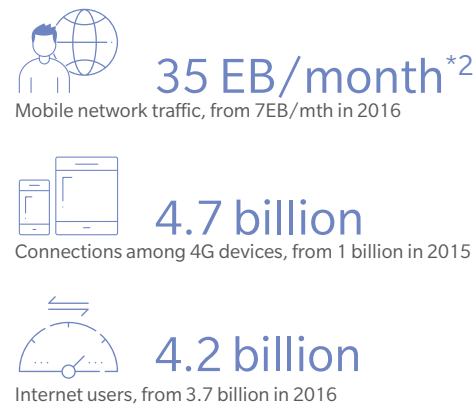 35 EB/month*2
Mobile network traffic, from 7EB/mth in 2016
4.7 billion
Connections among 4G devices, from 1 billion in 2015
4.2 billion
Internet users, from 3.7 billion in 2016